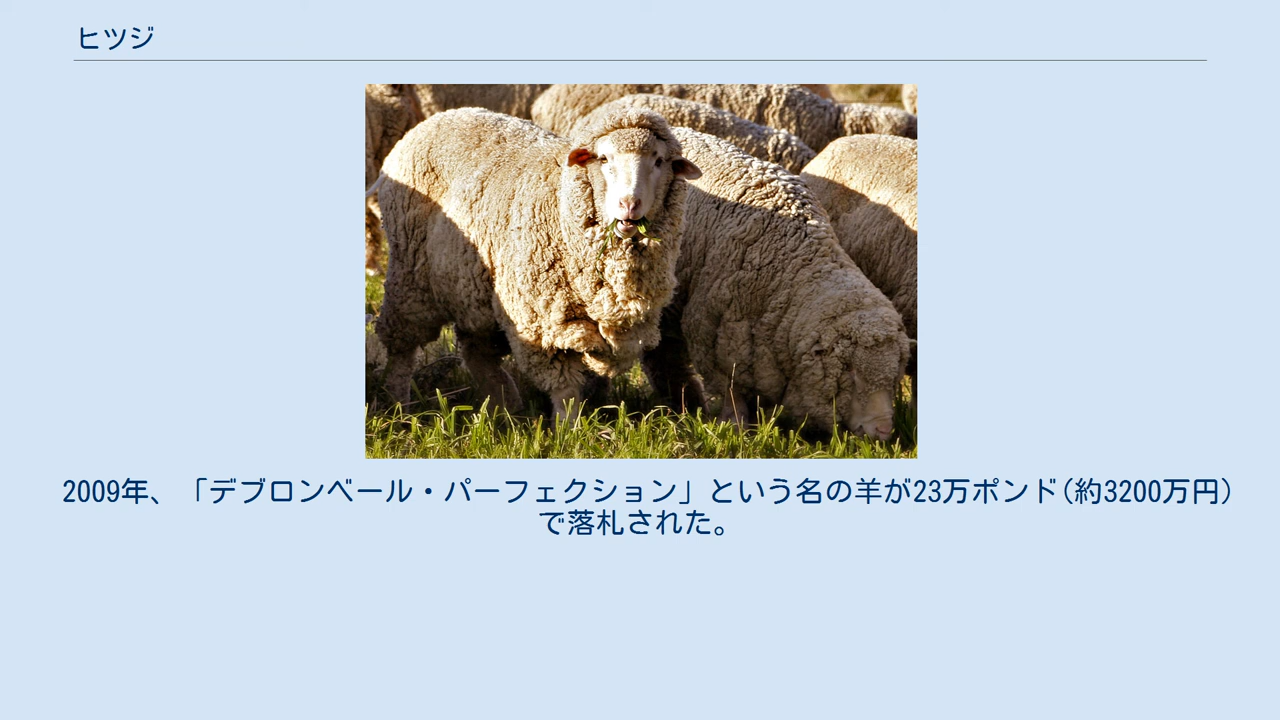 ヒツジ
2009年、「デブロンベール・パーフェクション」という名の羊が23万ポンド(約3200万円)
で落札された。